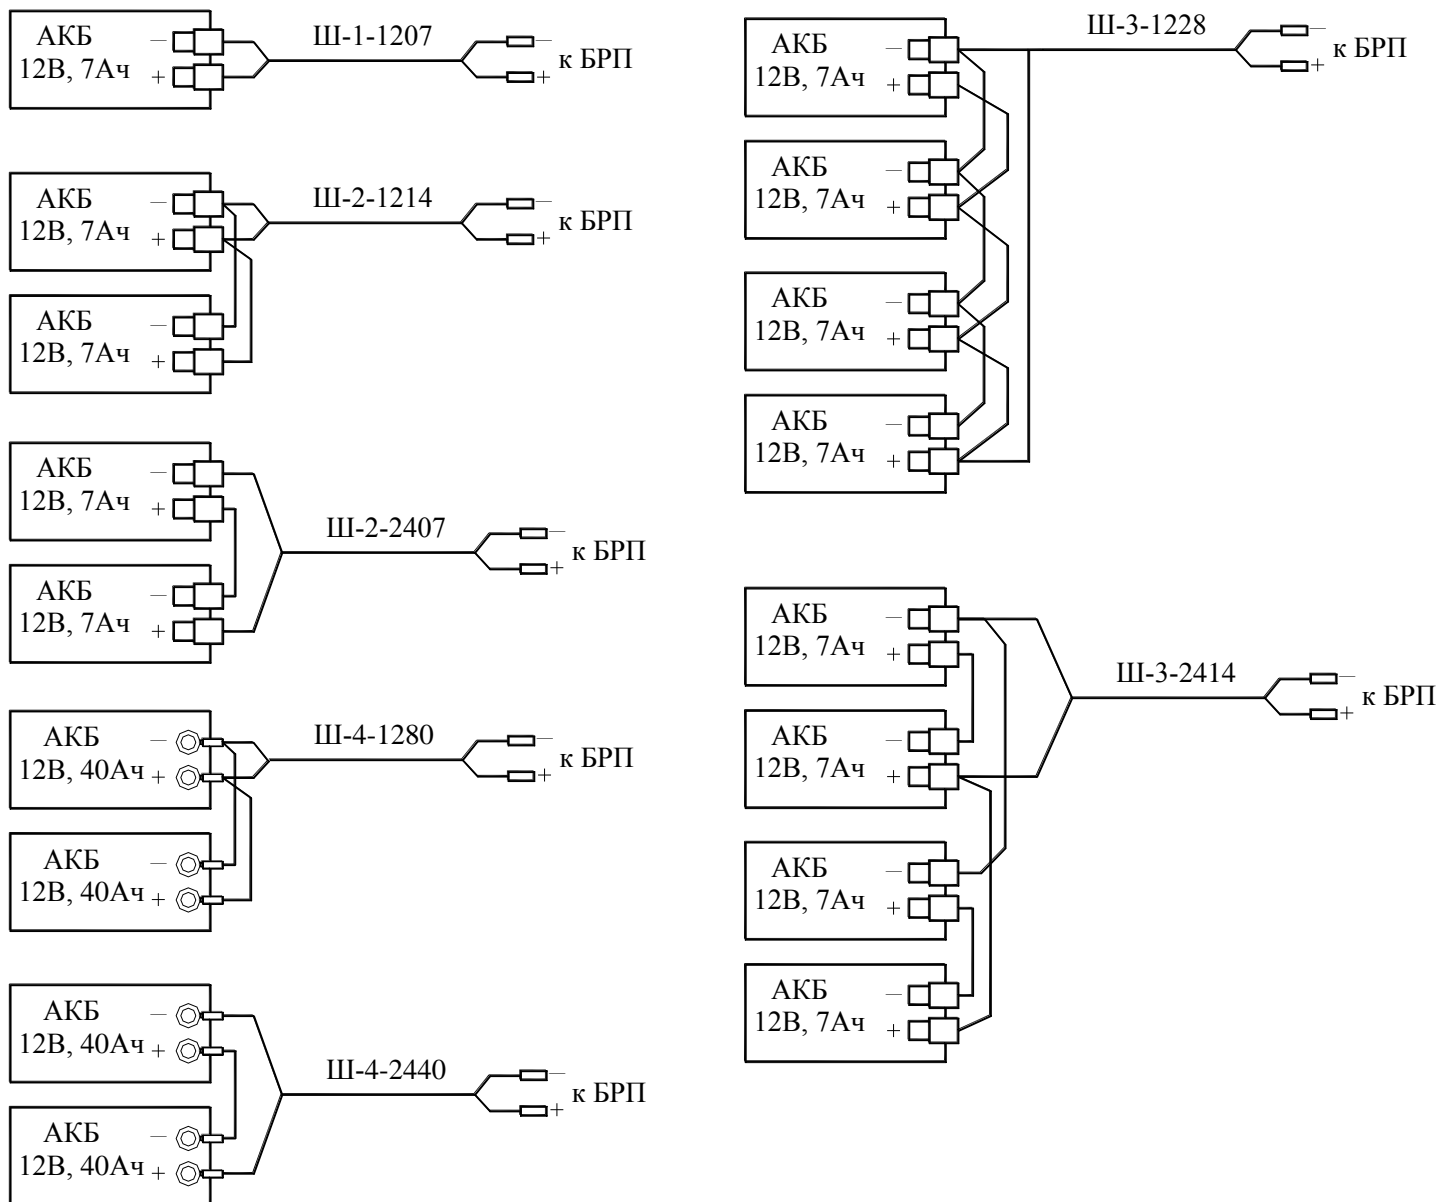 АКБ
12В, 7Ач
−
+
Ш-1-1207
−
+
к БРП
АКБ
12В, 7Ач
−
+
АКБ
12В, 7Ач
−
+
Ш-2-1214
−
+
к БРП
АКБ
12В, 7Ач
−
+
АКБ
12В, 7Ач
−
+
Ш-2-2407
−
+
к БРП
АКБ
12В, 40Ач
−
+
АКБ
12В, 40Ач
−
+
Ш-4-1280
−
+
к БРП
АКБ
12В, 40Ач
−
+
АКБ
12В, 40Ач
−
+
Ш-4-2440
−
+
к БРП
АКБ
12В, 7Ач
−
+
АКБ
12В, 7Ач
−
+
АКБ
12В, 7Ач
−
+
АКБ
12В, 7Ач
−
+
Ш-3-1228
−
+
к БРП
АКБ
12В, 7Ач
−
+
АКБ
12В, 7Ач
−
+
АКБ
12В, 7Ач
−
+
АКБ
12В, 7Ач
−
+
Ш-3-2414
−
+
к БРП